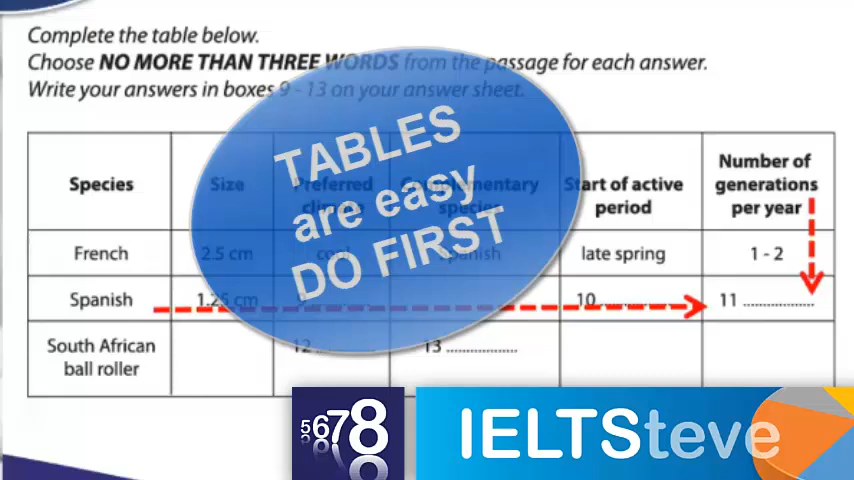 Complete the table below.
Choose NO MORE THAN THREE WORDS from the passage for each answer.
Write your answers in boxes 9 - 13 on your answer sheet.
TABLES
are easy
DO FIRST
Species Size Preferred climate Complementary species Start of active period Number of generations per year
French 2.5 cm cool Spanish late spring 1 - 2
Spanish 1.25 cm 9 .................. 10 .................. 11 ..................
South African ball roller 12 .................. 13 ..................
5678
IELTSteve